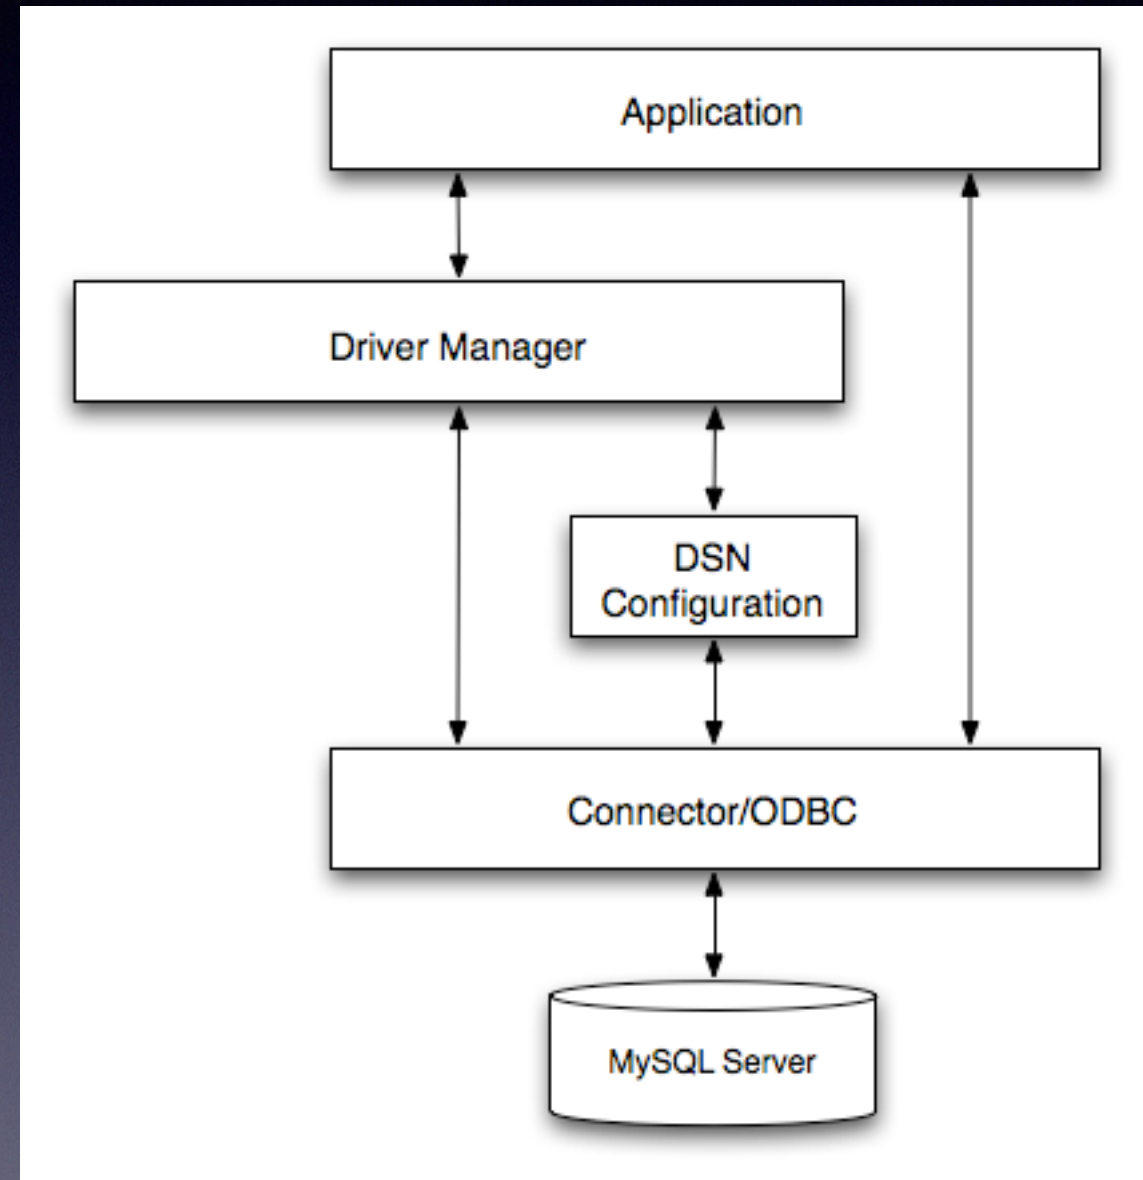 Application
Driver Manager
DSN
Configuration
Connector/ODBC
MySQL Server